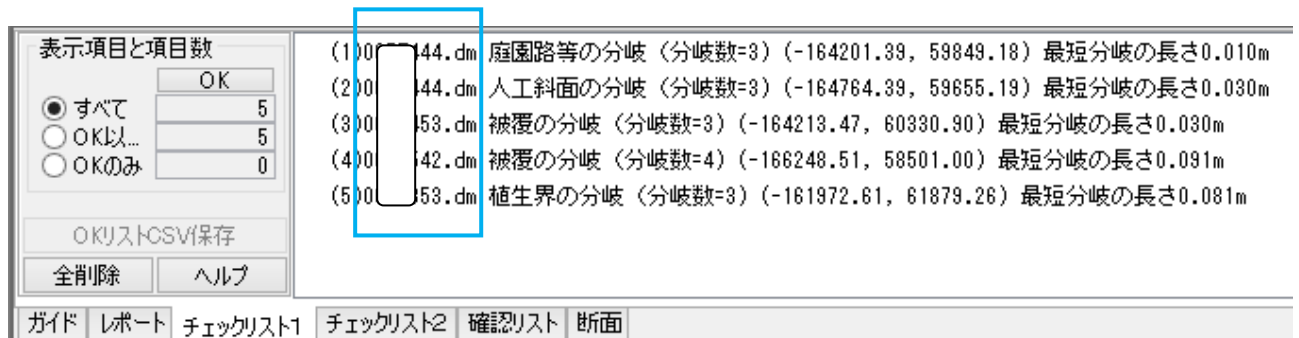 表示項目と項目数
OK
すべて 5
OK以... 5
OKのみ 0
OKリストCSV保存
全削除 ヘルプ
(1) 00 444.dm 庭園路等の分岐（分岐数=3）(-164201.39, 59849.18) 最短分岐の長さ0.010m
(2) 00 444.dm 人工斜面の分岐（分岐数=3）(-164764.39, 59655.19) 最短分岐の長さ0.030m
(3) 00 453.dm 被覆の分岐（分岐数=3）(-164213.47, 60330.90) 最短分岐の長さ0.030m
(4) 00 542.dm 被覆の分岐（分岐数=4）(-166248.51, 58501.00) 最短分岐の長さ0.091m
(5) 00 353.dm 植生界の分岐（分岐数=3）(-161972.61, 61879.26) 最短分岐の長さ0.081m
ガイド レポート チェックリスト1 チェックリスト2 確認リスト 断面